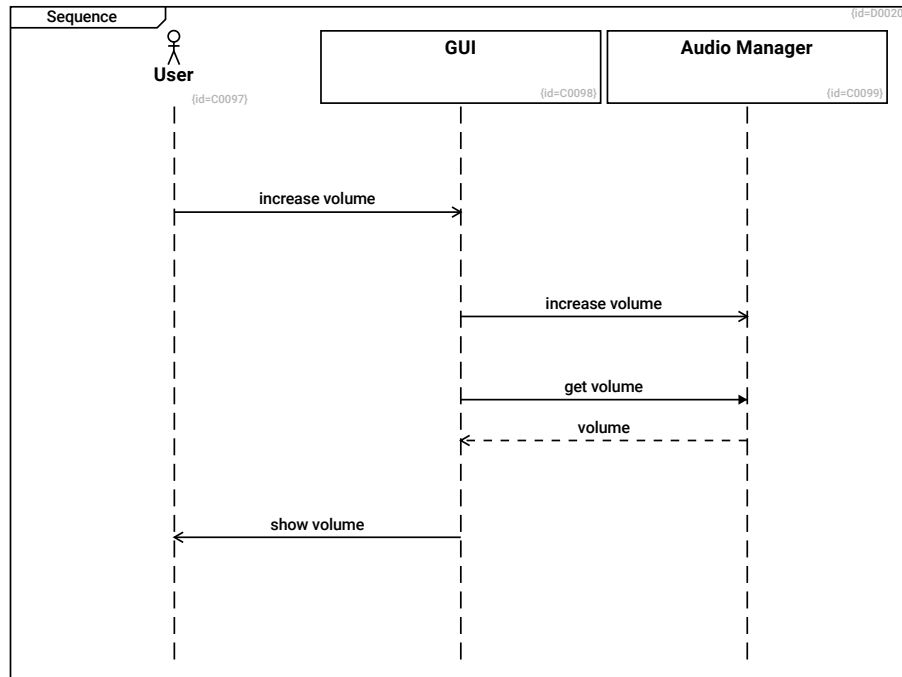 Sequence
{id=D0020
User
{id=C0097}
GUI
{id=C0098}
Audio Manager
{id=C0099}
increase volume
increase volume
get volume
volume
show volume